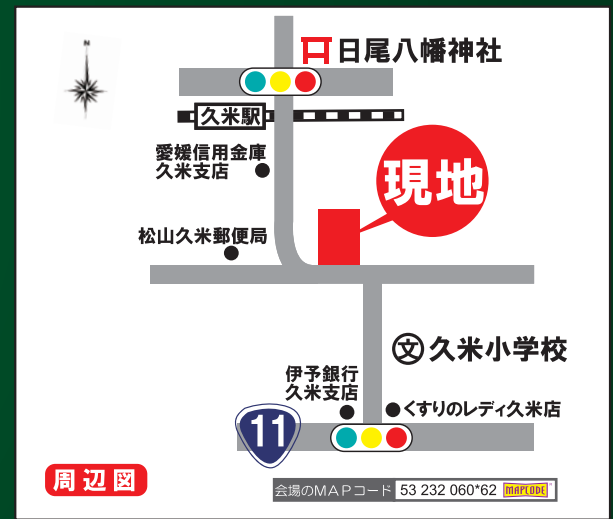 N
日尾八幡神社
久米駅
愛媛信用金庫
久米支店
現地
松山久米郵便局
文 久米小学校
伊予銀行
久米支店
くすりのレディ久米店
11
周辺図
会場のMAPコード 53 232 060*62 MAPCODE